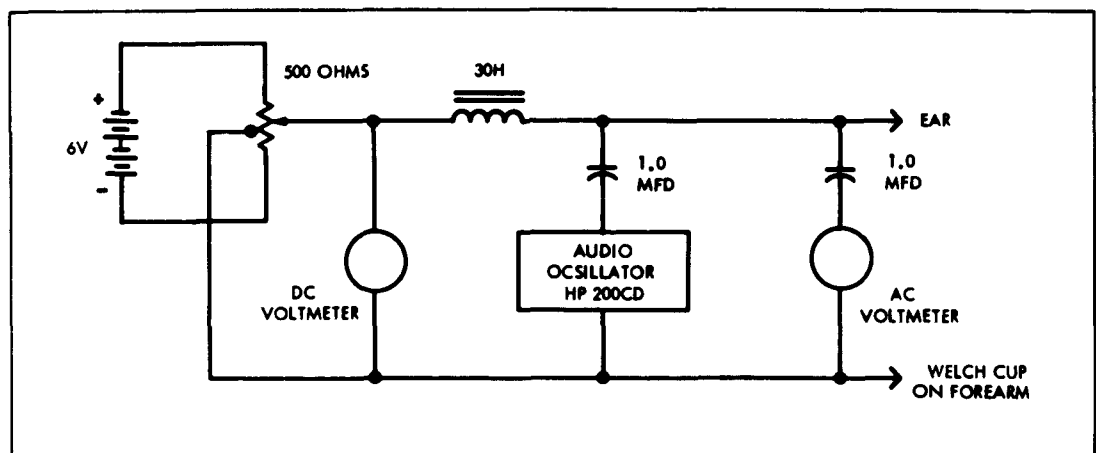 500 OHMS
30H
+
6V
-
EAR
1.0
MFD
1.0
MFD
DC
VOLTMETER
AUDIO
OCSILLATOR
HP 200CD
AC
VOLTMETER
WELCH CUP
ON FOREARM